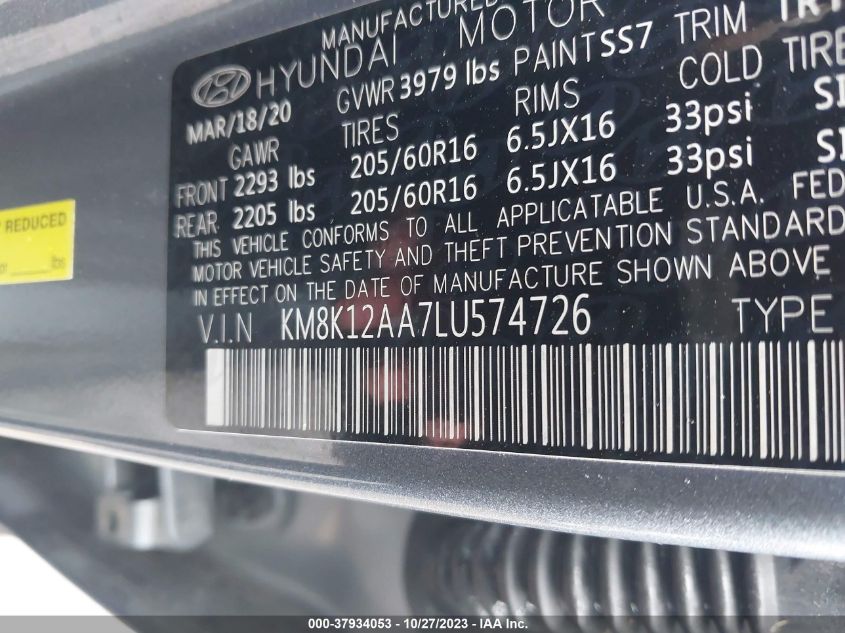 MANUFACTURED
HYUNDAI MOTOR
MAR/18/20 GVWR 3979 lbs PAINT SS7 TRIM
GAWR TIRES RIMS COLD TIRE
FRONT 2293 lbs 205/60R16 6.5JX16 33psi
REAR 2205 lbs 205/60R16 6.5JX16 33psi
THIS VEHICLE CONFORMS TO ALL APPLICATABLE U.S.A. FED
MOTOR VEHICLE SAFETY AND THEFT PREVENTION STANDARD
IN EFFECT ON THE DATE OF MANUFACTURE SHOWN ABOVE
V.I.N KM8K12AA7LU574726 TYPE
REDUCED
lbs
000-37934053 - 10/27/2023 - IAAI.com